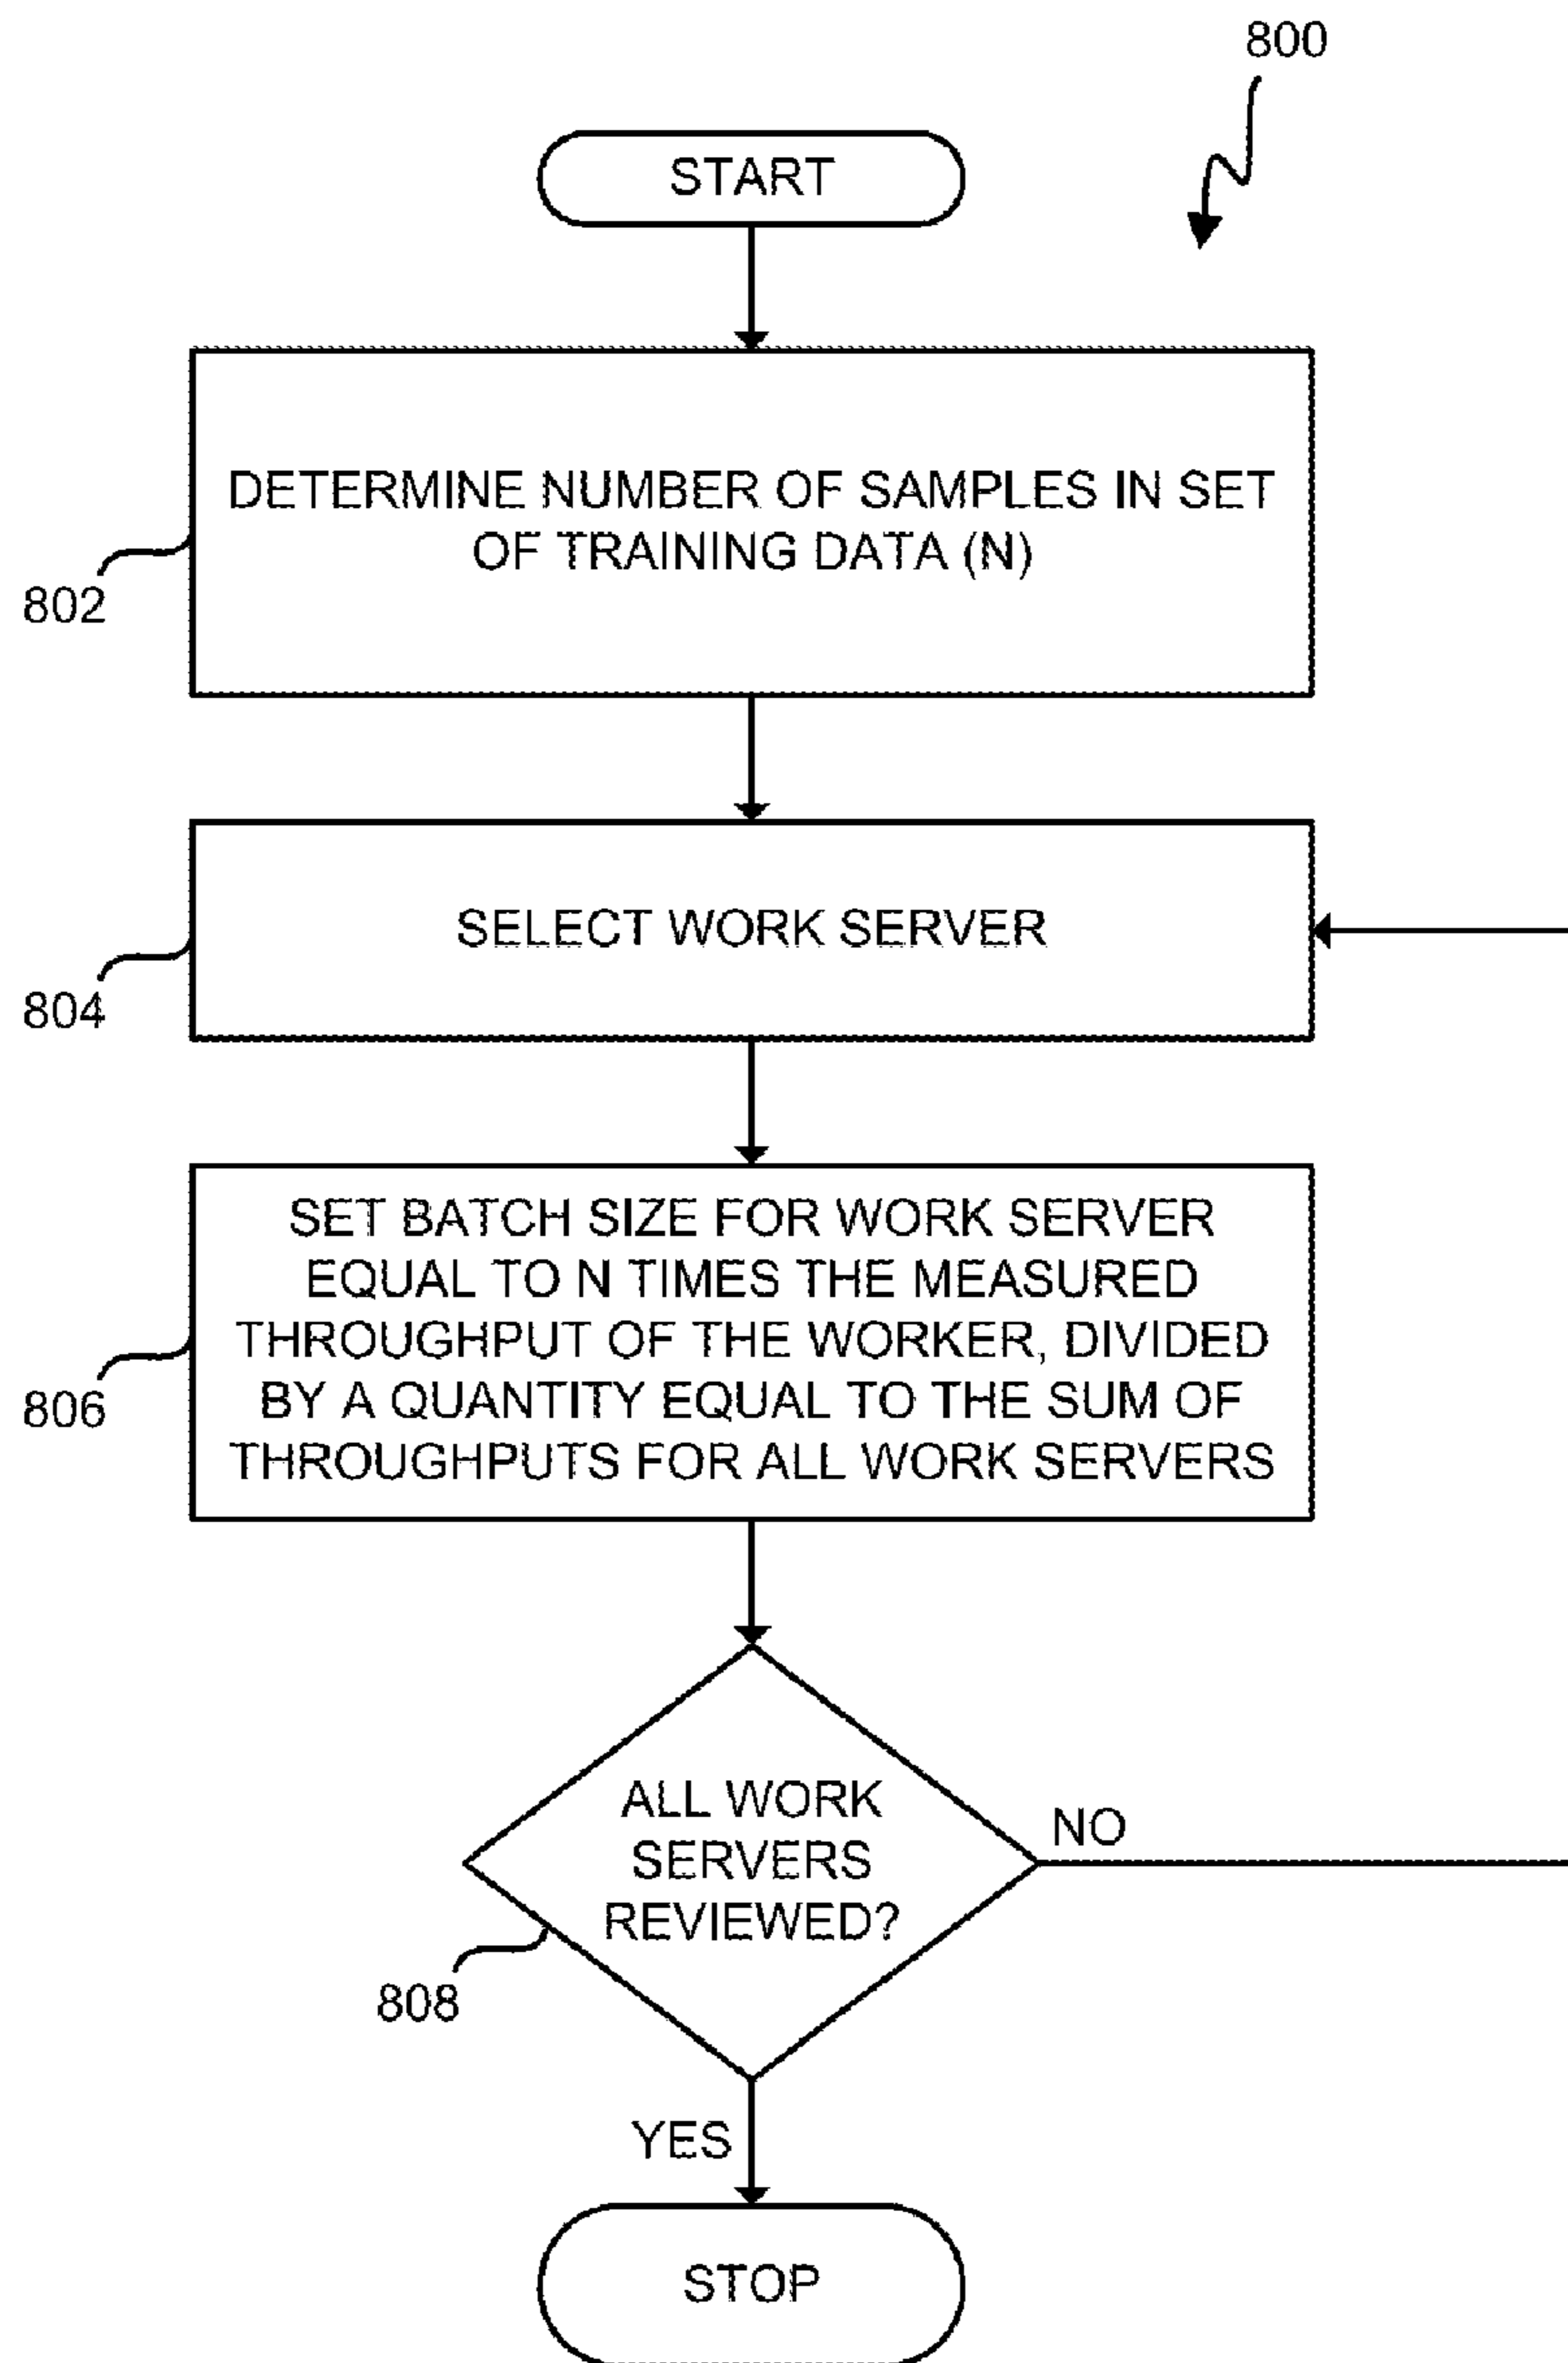 800
START
DETERMINE NUMBER OF SAMPLES IN SET
OF TRAINING DATA (N)
802
SELECT WORK SERVER
804
SET BATCH SIZE FOR WORK SERVER
EQUAL TO N TIMES THE MEASURED
THROUGHPUT OF THE WORKER, DIVIDED
BY A QUANTITY EQUAL TO THE SUM OF
THROUGHPUTS FOR ALL WORK SERVERS
806
ALL WORK
SERVERS
REVIEWED?
NO
808
YES
STOP